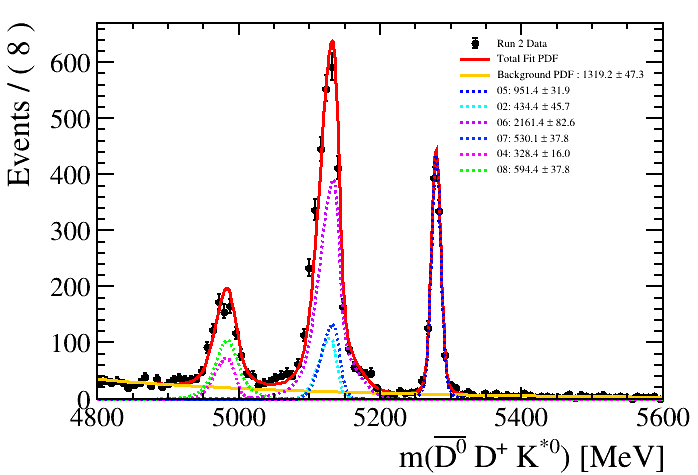 Events / ( 8 )
600
500
400
300
200
100
0
Run 2 Data
Total Fit PDF
Background PDF : 1319.2 ± 47.3
05: 951.4 ± 31.9
02: 434.4 ± 45.7
06: 2161.4 ± 82.6
07: 530.1 ± 37.8
04: 328.4 ± 16.0
08: 594.4 ± 37.8
4800 5000 5200 5400 5600
m(D̅⁰ D⁺ K*⁰) [MeV]